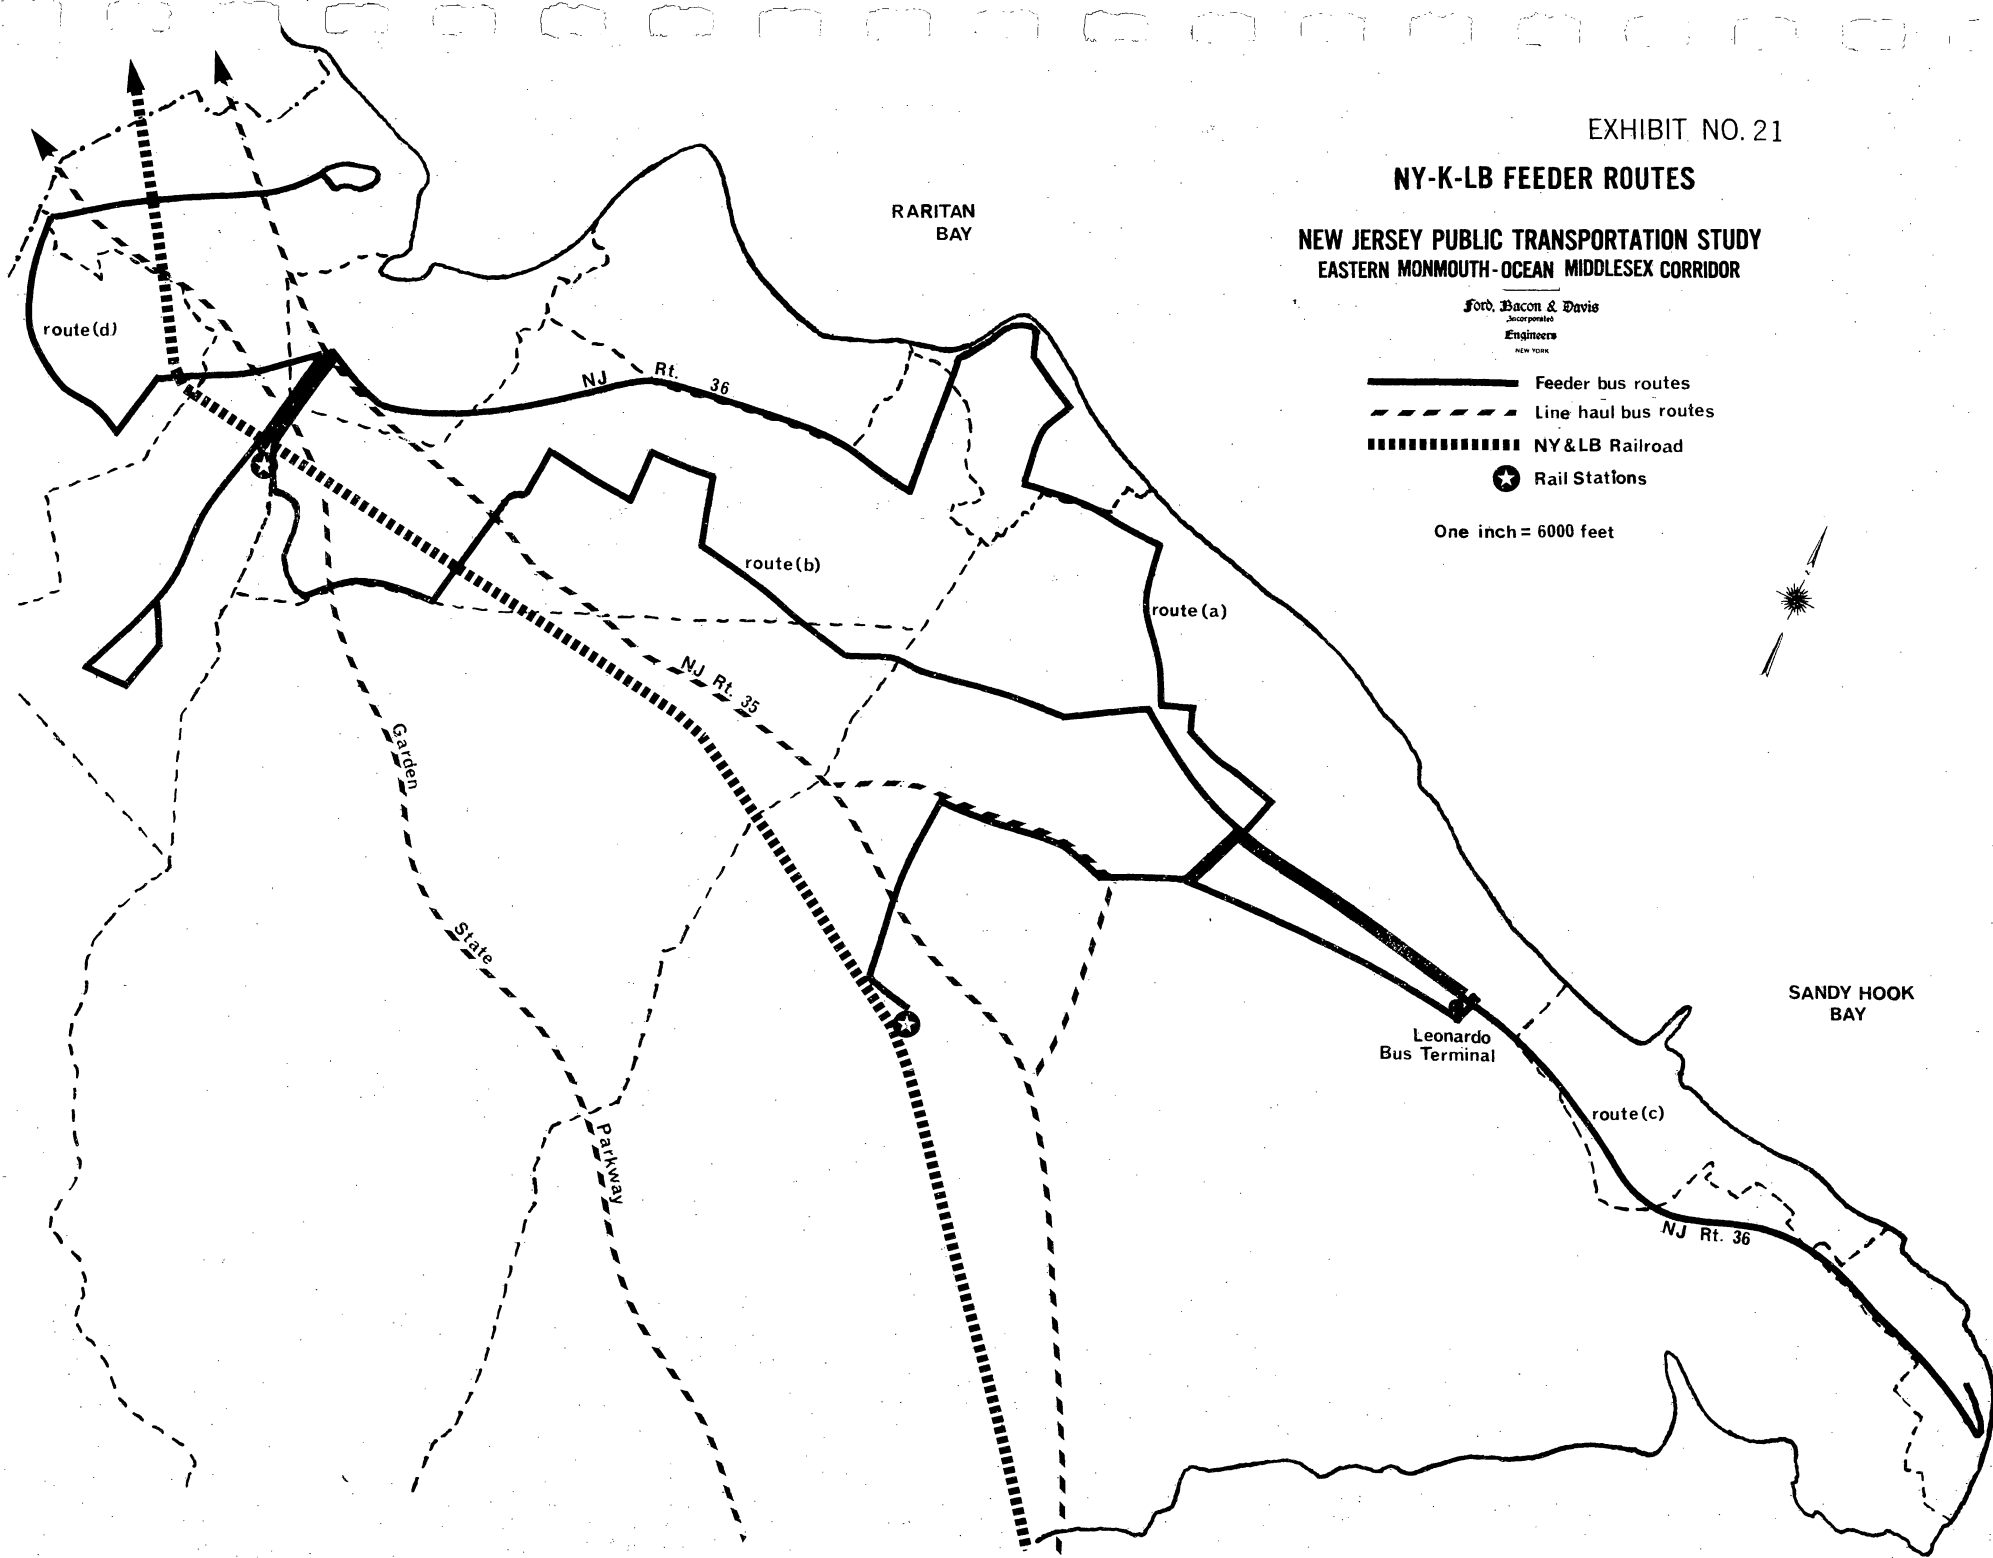 EXHIBIT NO. 21
NY-K-LB FEEDER ROUTES
NEW JERSEY PUBLIC TRANSPORTATION STUDY
EASTERN MONMOUTH-OCEAN MIDDLESEX CORRIDOR
Ford, Bacon & Davis
Incorporated
Engineers
NEW YORK
Feeder bus routes
Line haul bus routes
NY & LB Railroad
Rail Stations
One inch = 6000 feet
RARITAN
BAY
route(d)
NJ Rt. 36
route(b)
route(a)
NJ Rt. 35
Garden
State
Parkway
SANDY HOOK
BAY
Leonardo
Bus Terminal
route(c)
NJ Rt. 36